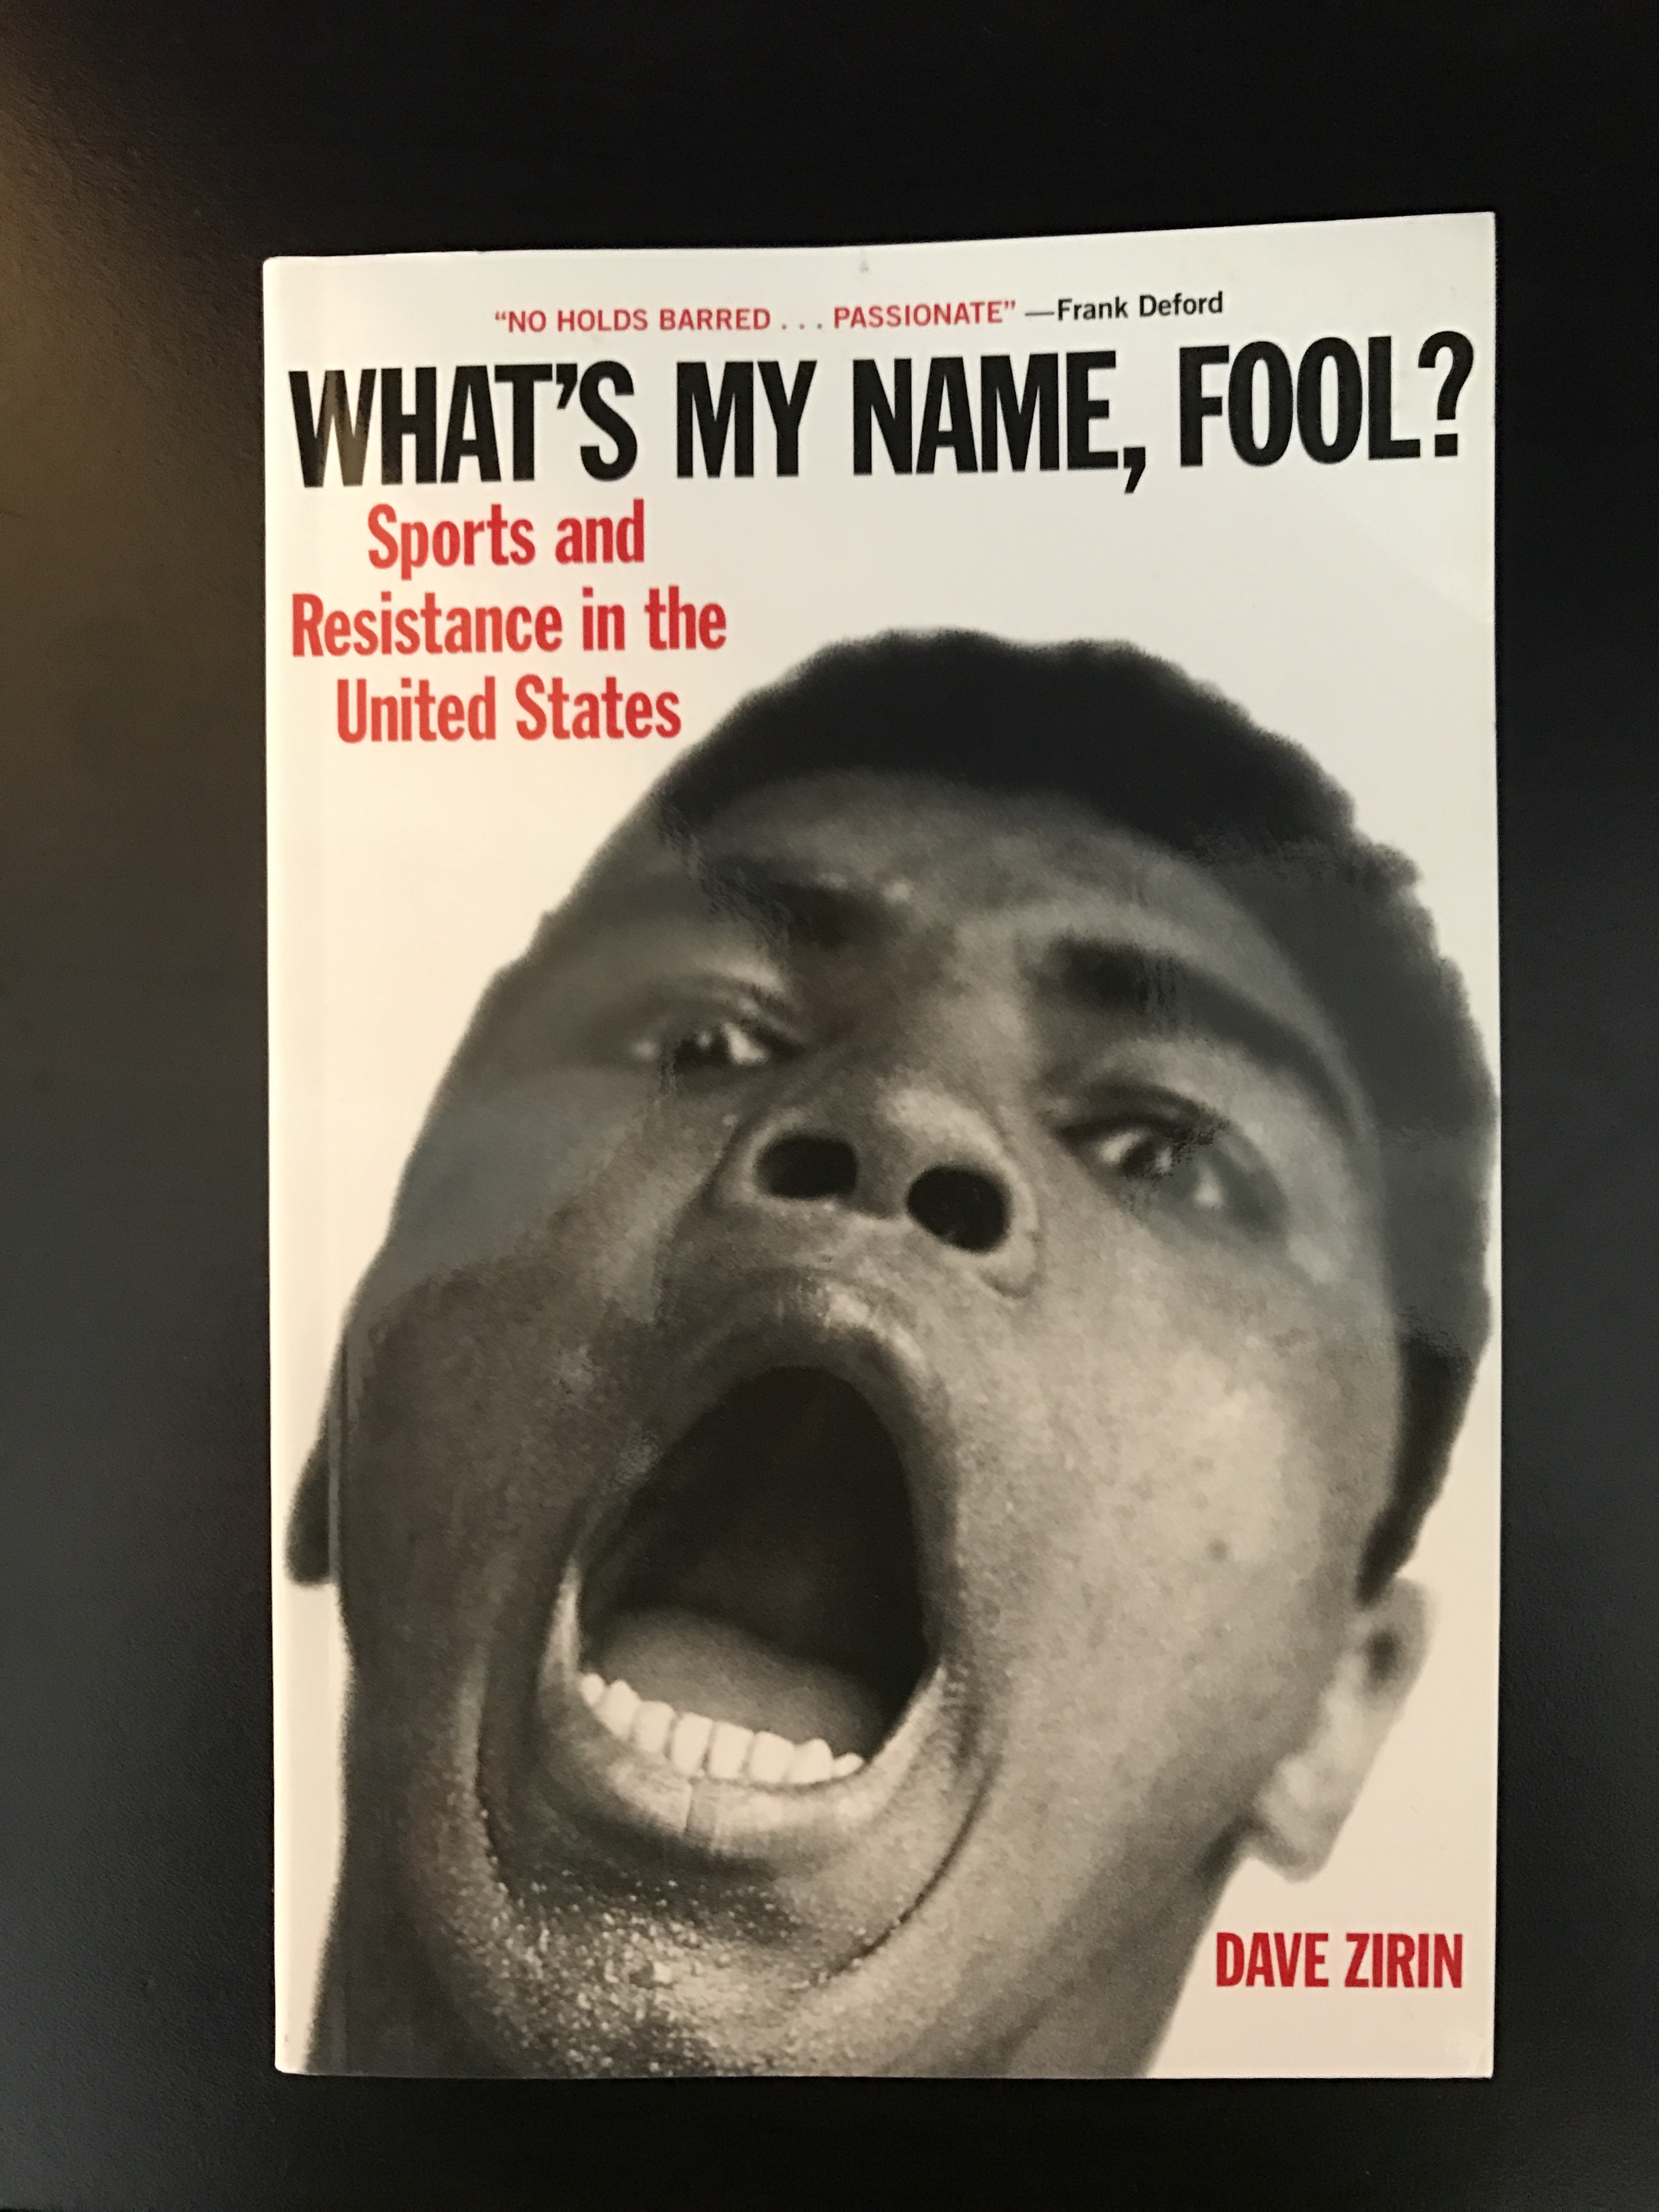 “NO HOLDS BARRED . . . PASSIONATE” —Frank Deford
WHAT’S MY NAME, FOOL?
Sports and
Resistance in the
United States
DAVE ZIRIN